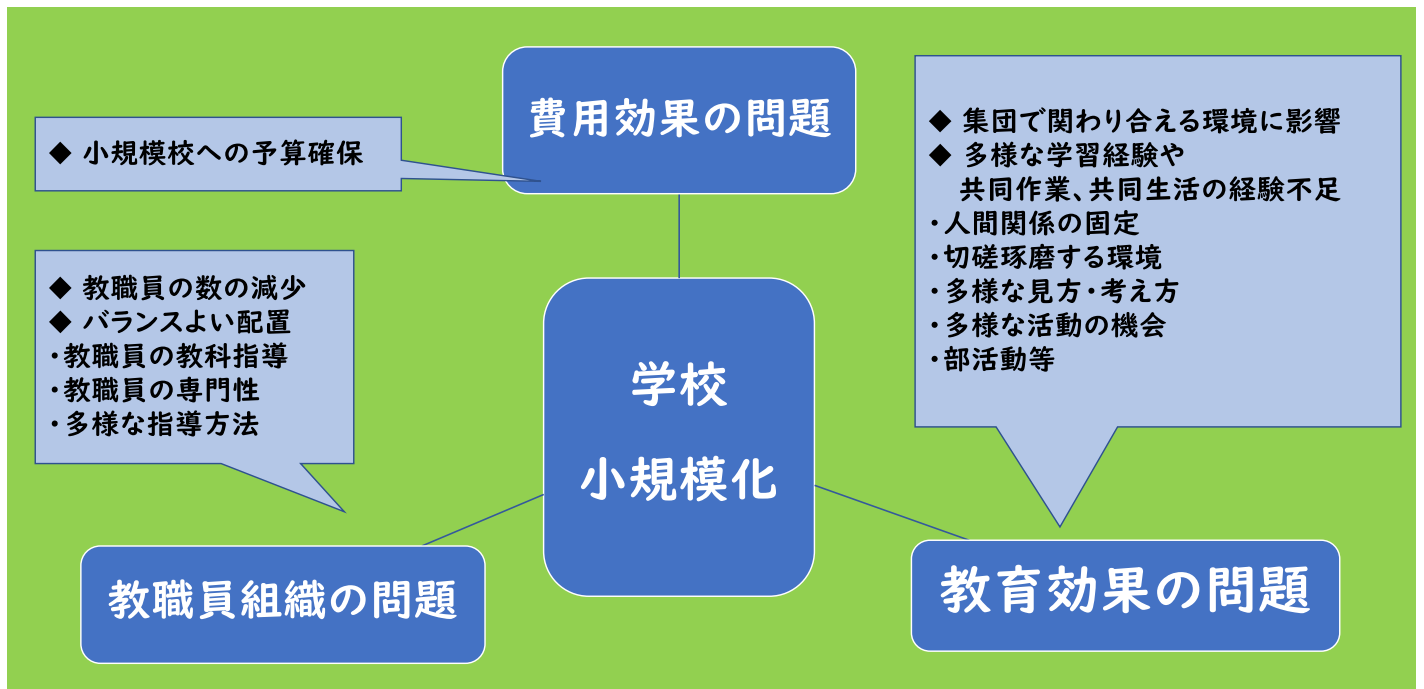 費用効果の問題
◆ 小規模校への予算確保
◆ 集団で関わり合える環境に影響
◆ 多様な学習経験や
共同作業、共同生活の経験不足
・人間関係の固定
・切磋琢磨する環境
・多様な見方・考え方
・多様な活動の機会
・部活動等
◆ 教職員の数の減少
◆ バランスよい配置
・教職員の教科指導
・教職員の専門性
・多様な指導方法
学校
小規模化
教職員組織の問題
教育効果の問題